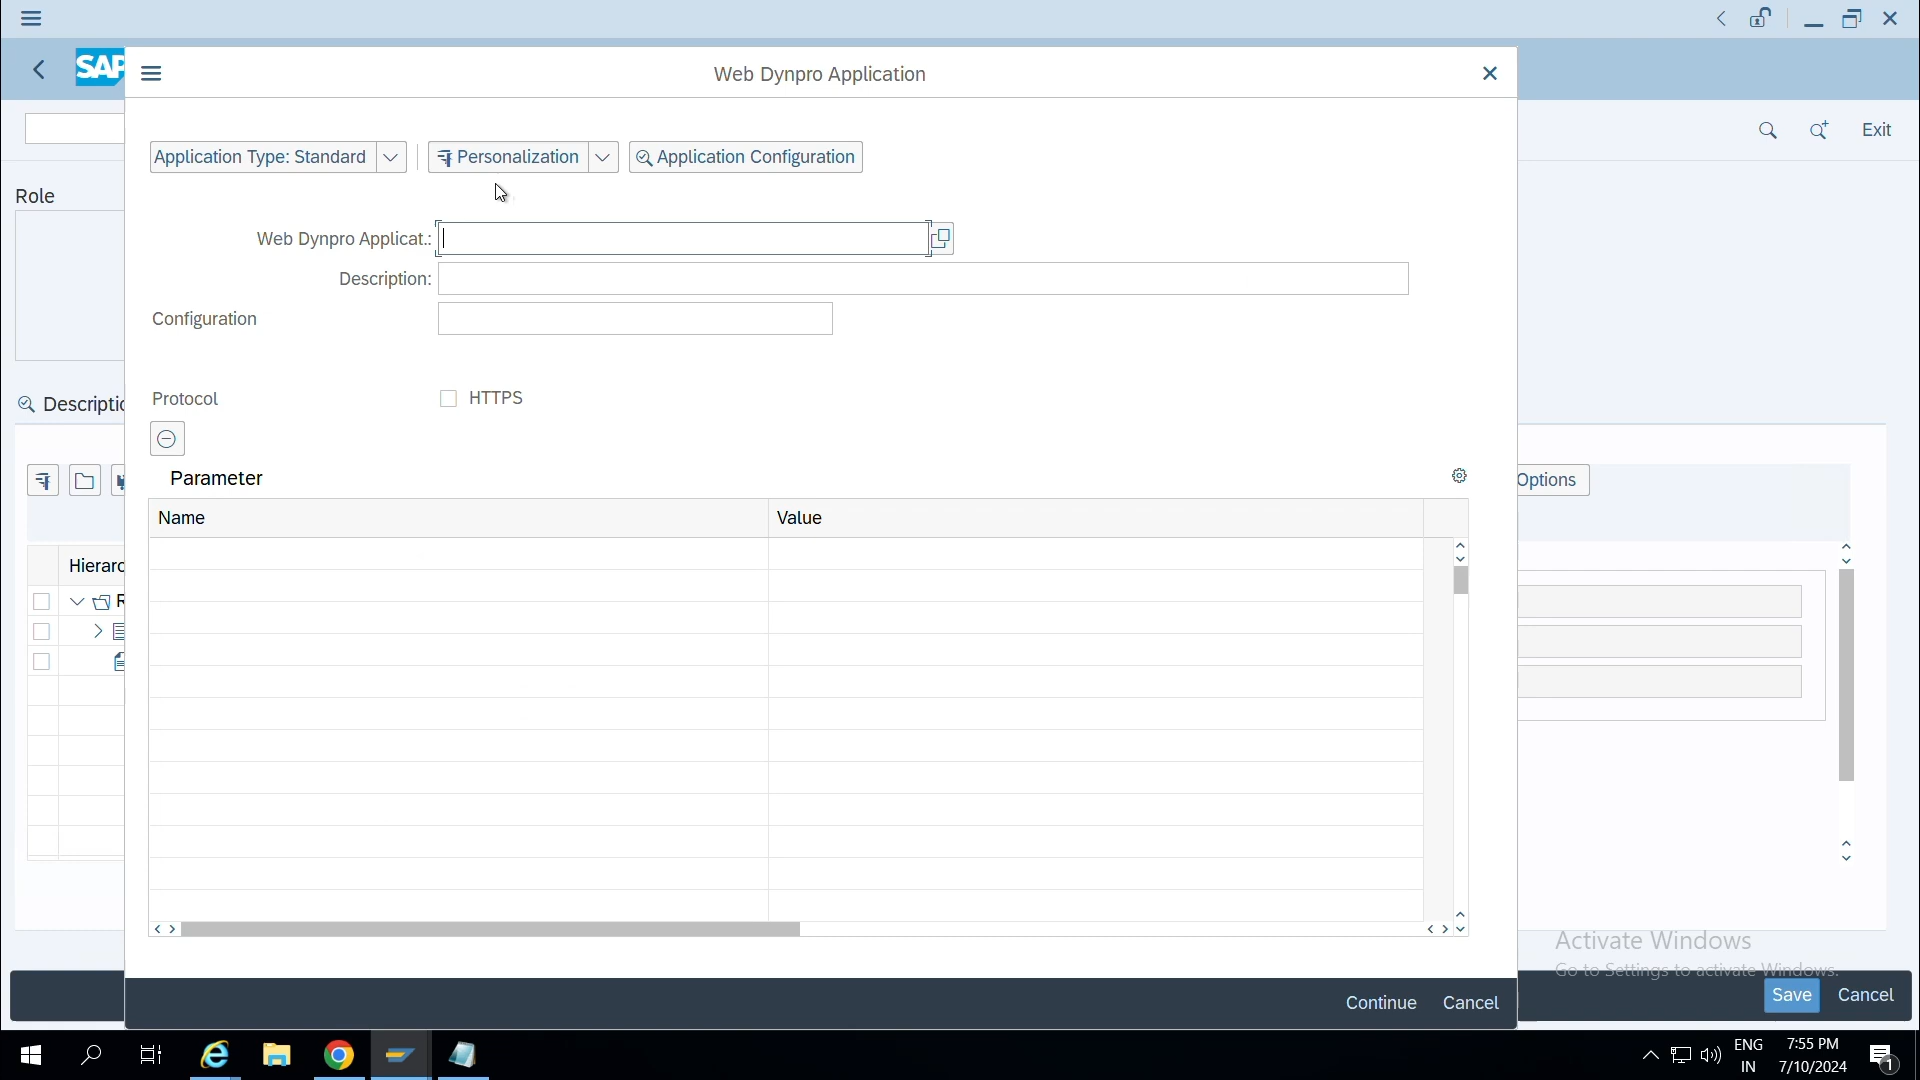 SAP
Web Dynpro Application
Exit
Application Type: Standard
Personalization
Application Configuration
Role
Web Dynpro Applicat.:
Description:
Configuration
Protocol
HTTPS
Descriptio
Parameter
Options
Name
Value
Hierarc
Activate Windows
Go to Settings to activate Windows.
Continue
Cancel
Save
Cancel
ENG
IN
7:55 PM
7/10/2024
1